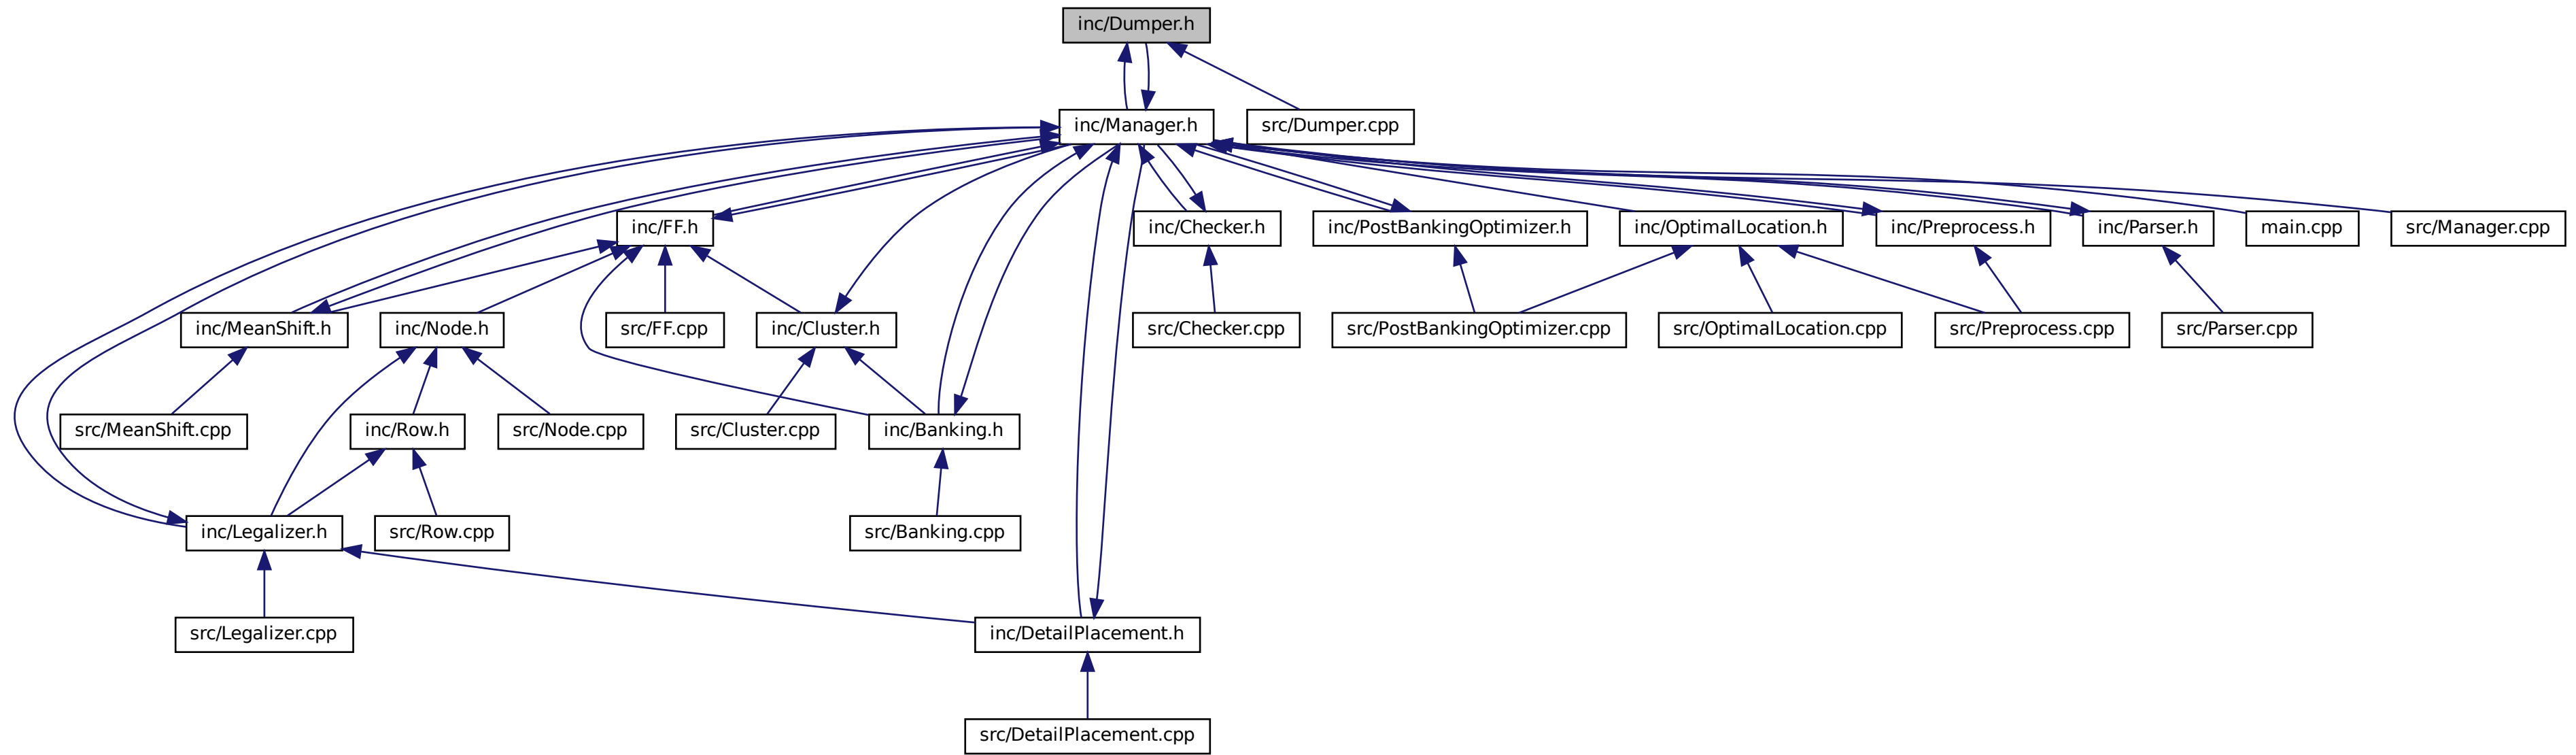 inc/Dumper.h
inc/Manager.h
src/Dumper.cpp
inc/FF.h
inc/Checker.h
inc/PostBankingOptimizer.h
inc/OptimalLocation.h
inc/Preprocess.h
inc/Parser.h
main.cpp
src/Manager.cpp
inc/MeanShift.h
inc/Node.h
src/FF.cpp
inc/Cluster.h
src/Checker.cpp
src/PostBankingOptimizer.cpp
src/OptimalLocation.cpp
src/Preprocess.cpp
src/Parser.cpp
src/MeanShift.cpp
inc/Row.h
src/Node.cpp
src/Cluster.cpp
inc/Banking.h
inc/Legalizer.h
src/Row.cpp
src/Banking.cpp
src/Legalizer.cpp
inc/DetailPlacement.h
src/DetailPlacement.cpp